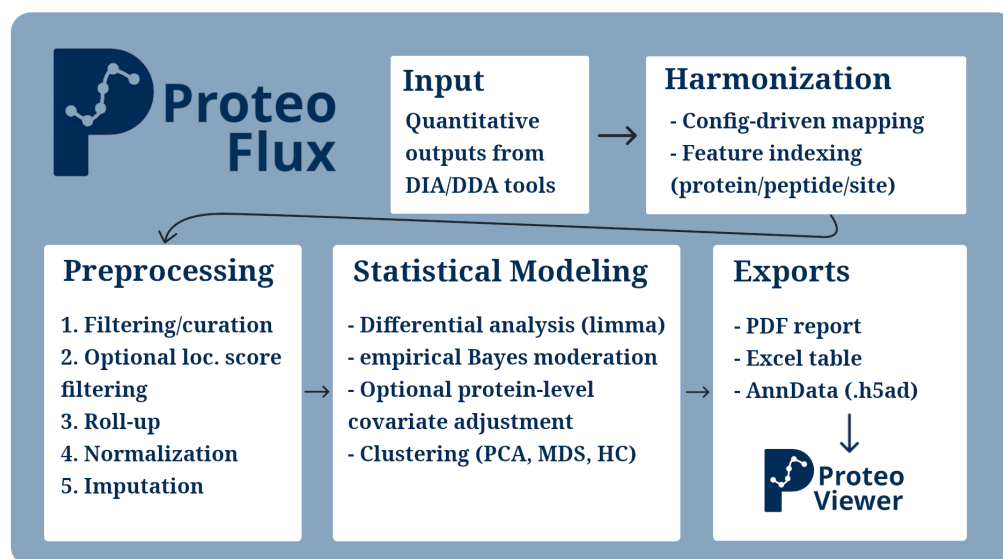 Proteo
Flux
Input
Quantitative
outputs from
DIA/DDA tools
Harmonization
- Config-driven mapping
- Feature indexing
(protein/peptide/site)
Preprocessing
1. Filtering/curation
2. Optional loc. score
filtering
3. Roll-up
4. Normalization
5. Imputation
Statistical Modeling
- Differential analysis (limma)
- empirical Bayes moderation
- Optional protein-level
covariate adjustment
- Clustering (PCA, MDS, HC)
Exports
- PDF report
- Excel table
- AnnData (.h5ad)
Proteo
Viewer